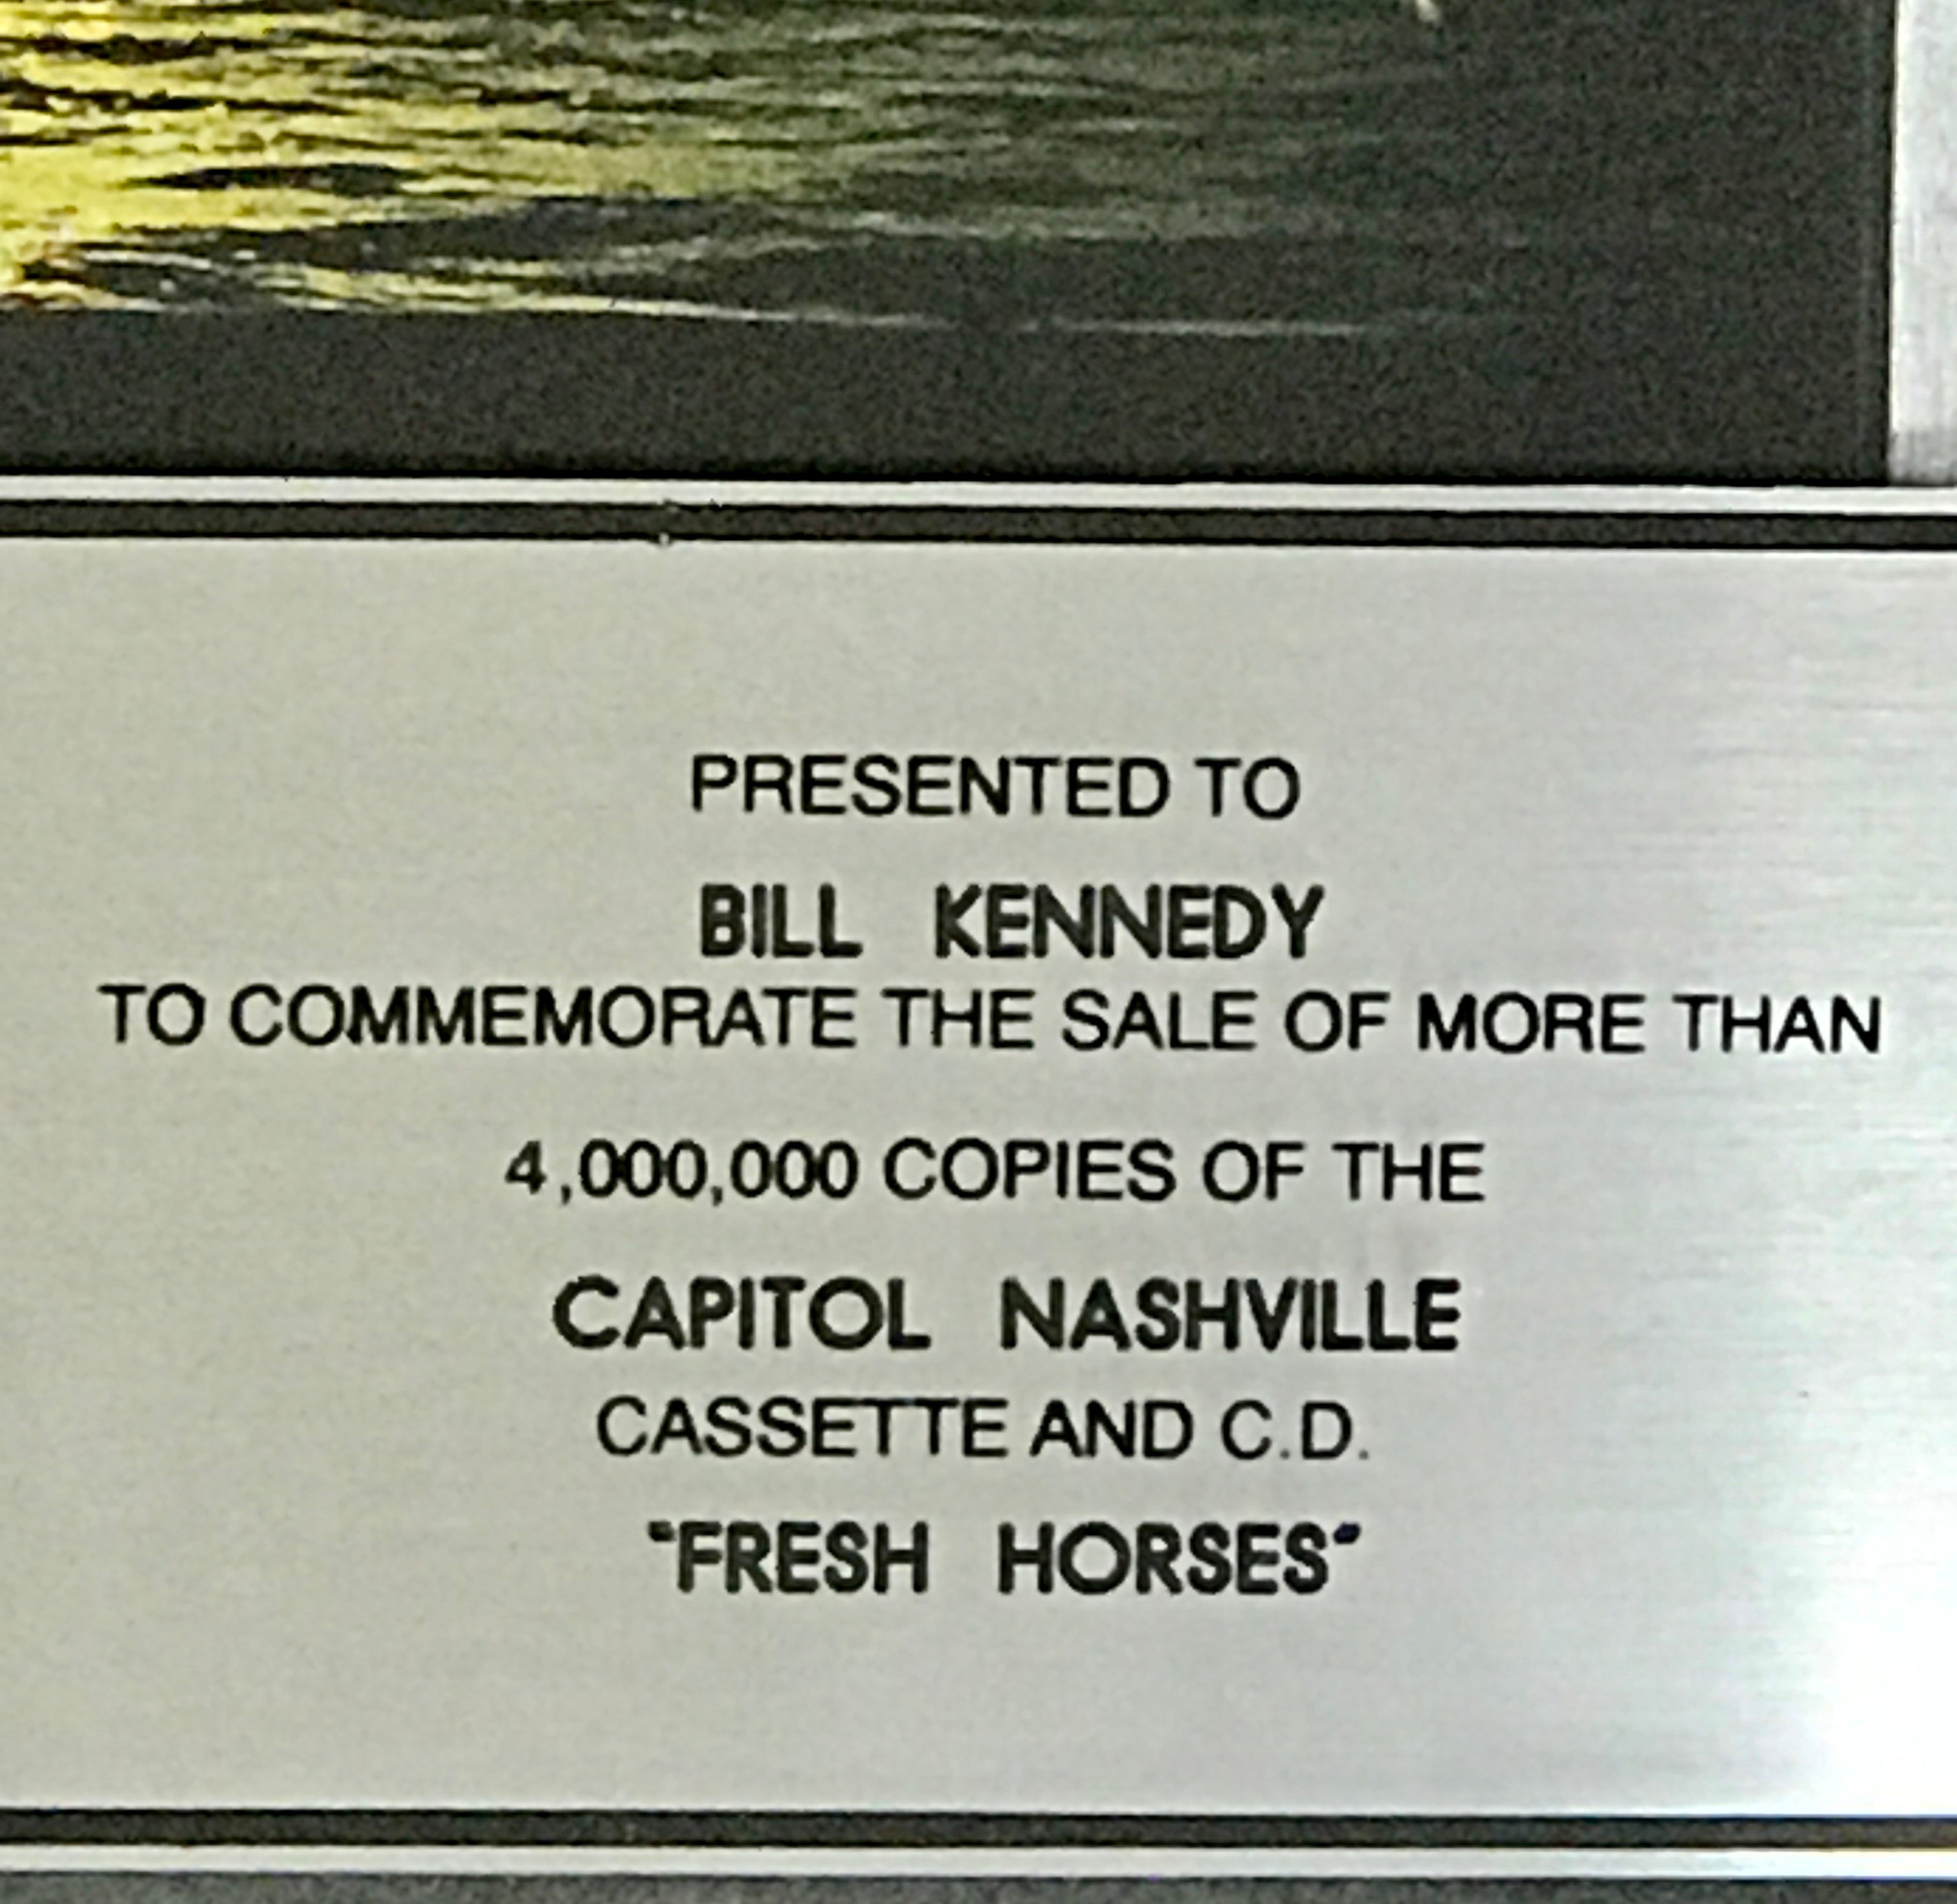 PRESENTED TO
BILL KENNEDY
TO COMMEMORATE THE SALE OF MORE THAN
4,000,000 COPIES OF THE
CAPITOL NASHVILLE
CASSETTE AND C.D.
"FRESH HORSES"